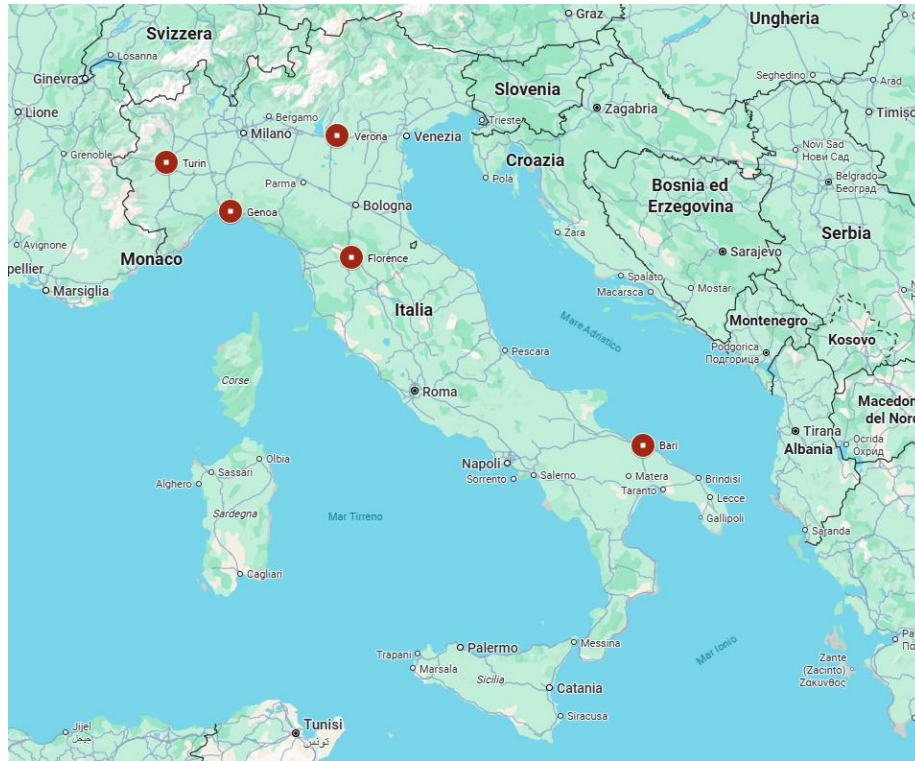 Graz
Ungheria
Svizzera
Losanna
Ginevra
Slovenia
Seghedino
Arad
Lione
Bergamo
Zagabria
Timișo
Milano
Verona
Venezia
Trieste
Grenoble
Turin
Croazia
Novi Sad
Нови Сад
Parma
Pola
Belgrado
Београд
Bosnia ed
Erzegovina
Genoa
Bologna
Zara
Serbia
Avignone
Monaco
Florence
Sarajevo
pellier
Marsiglia
Spalato
Macarsca
Mostar
Italia
Mare Adriatico
Montenegro
Kosovo
Pescara
Podgorica
Подгорица
Corse
Roma
Macedon
del Nord
Tirana
Albania
Ocrida
Охрид
Bari
Napoli
Sorrento
Salerno
Matera
Taranto
Brindisi
Lecce
Gallipoli
Olbia
Sassari
Alghero
Sardegna
Mar Tirreno
Saranda
Cagliari
Messina
Mar Ionio
Trapani
Palermo
Marsala
Sicilia
Catania
Siracusa
Zante
(Zacinto)
Ζάκυνθος
Jijel
جيجل
Tunisi
تونس